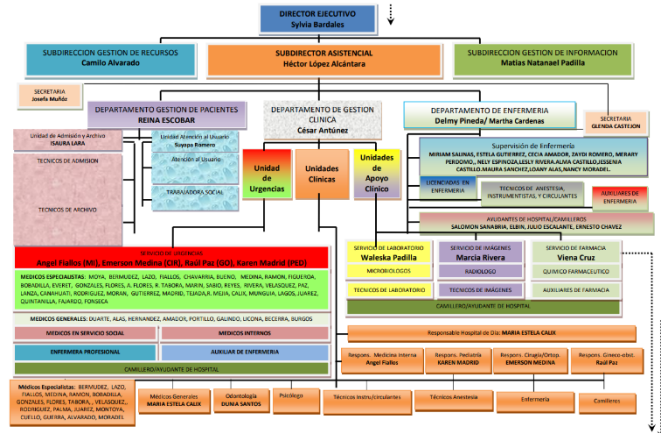 DIRECTOR EJECUTIVO
Sylvia Bardales
SUBDIRECCION GESTION DE RECURSOS
Camilo Alvarado
SUBDIRECTOR ASISTENCIAL
Héctor López Alcántara
SUBDIRECCION GESTION DE INFORMACION
Matias Natanael Padilla
SECRETARIA
Josefa Muñóz
DEPARTAMENTO GESTION DE PACIENTES
REINA ESCOBAR
DEPARTAMENTO DE GESTION
CLINICA
César Antúnez
DEPARTAMENTO DE ENFERMERIA
Delmy Pineda/ Martha Cardenas
SECRETARIA
GLENDA CASTEJON
Unidad de Admisión y Archivo
ISAURA LARA
TECNICOS DE ADMISION
TECNICOS DE ARCHIVO
Unidad Atención al Usuario
Suyapa Romero
Atención al Usuario
TRABAJADORA SOCIAL
Unidad de
Urgencias
Unidades
Clínicas
Unidades
de Apoyo
Clínico
Supervisión de Enfermería
MIRIAM SALINAS, ESTELA GUTIERREZ, CECIA AMADOR, ZAYDI ROMERO, MIRIAM
PERDOMO,, NELY ESPINOZA,LESLY RIVERA,ALIVA CASTILLO,JESSENIA
CASTILLO,MAURA SANCHEZ,LOANY ALAS,NANCY MORADEL.
LICENCIADAS
EN ENFERMERIA
TECNICOS DE ANESTESIA,
INSTRUMENTISTAS, Y CIRCULANTES
AUXILIARES
DE ENFERMERIA
AYUDANTES DE HOSPITAL/CAMILLEROS
SALOMON SANABRIA, ELBIN, JULIO ESCALANTE, ERNESTO CHAVEZ
SERVICIO DE URGENCIAS
Angel Fiallos (MI), Emerson Medina (CIR), Raúl Paz (GO), Karen Madrid (PED)
MEDICOS ESPECIALISTAS: MOYA, BERMUDEZ, LAZO, FIALLOS, CHAVARRIA, BUENO, MEDINA, RAMON, FIGUEROA,
BOBADILLA, EVERET, GONZALES, FLORES, A. FLORES, R. TABORA, MARIN, SABIO, REYES, RIVERA, VELASQUEZ, PAZ,
LANZA, CANAHUATI, RODRIGUEZ, MORAN, GUTIERREZ, MADRID, TEJADA,R. MEJIA, CALIX, MUNGUIA, LAGOS, JUAREZ,
QUINTANILLA, FAJARDO, FONSECA
MEDICOS GENERALES: DUARTE, ALAS, HERNANDEZ, AMADOR, PORTILLO, GALINDO, LICONA, BECERRA, BURGOS
MEDICOS EN SERVICIO SOCIAL
MEDICOS INTERNOS
ENFERMERA PROFESIONAL
AUXILIAR DE ENFERMERIA
CAMILLERO/AYUDANTE DE HOSPITAL
SERVICIO DE LABORATORIO
Waleska Padilla
MICROBIOLOGOS
TECNICOS DE LABORATORIO
SERVICIO DE IMÁGENES
Marcia Rivera
RADIOLOGO
TECNICOS DE IMÁGENES
SERVICIO DE FARMACIA
Viena Cruz
QUIMICO FARMACEUTICO
AUXILIARES DE FARMACIA
CAMILLERO/AYUDANTE DE HOSPITAL
Responsable Hospital de Dia: MARIA ESTELA CALIX
Respons. Medicina Interna
Angel Fiallos
Respons. Pediatría
KAREN MADRID
Respons. Cirugía/Ortop.
EMERSON MEDINA
Respons. Gineco-obst.
Raúl Paz
Médicos Especialistas: BERMUDEZ, LAZO,
FIALLOS, MEDINA, RAMON, BOBADILLA,
GONZALES, FLORES, TABORA,, VELASQUEZ,,
RODRIGUEZ, PALMA, JUAREZ, MONTOYA,
CUELLO, GUERRA, ALVARADO, MORADEL
Médicos Generales
MARIA ESTELA CALIX
Odontología
DUNIA SANTOS
Psicólogo
Técnicos Instru/circulantes
Técnicos Anestesia
Enfermería
Camilleros